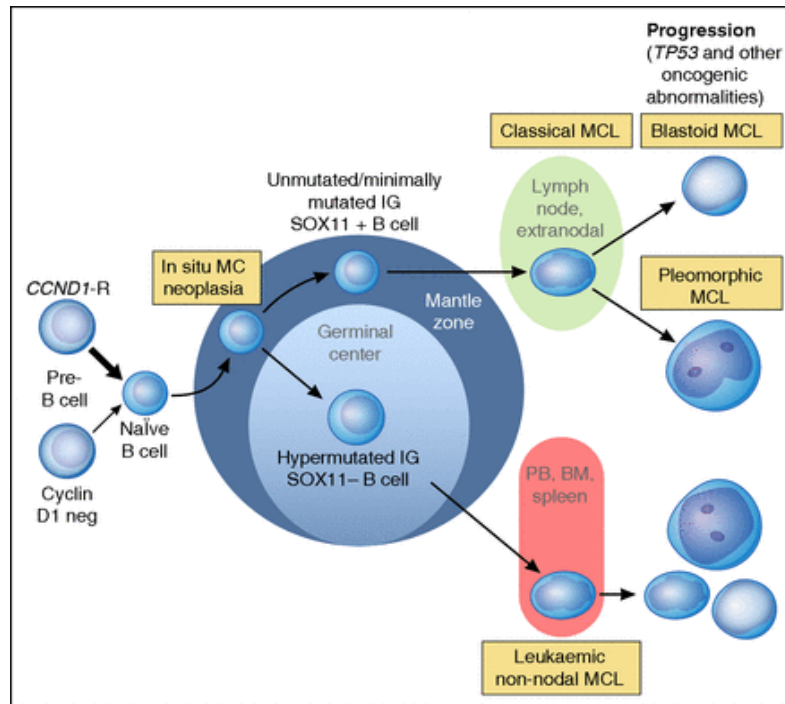 Progression
(TP53 and other
oncogenic
abnormalities)
Classical MCL
Blastoid MCL
Unmutated/minimally
mutated IG
SOX11 + B cell
Lymph
node,
extranodal
In situ MC
neoplasia
CCND1-R
Mantle
zone
Pleomorphic
MCL
Germinal
center
Pre-
B cell
NaÏve
B cell
Hypermutated IG
SOX11– B cell
Cyclin
D1 neg
PB, BM,
spleen
Leukaemic
non-nodal MCL